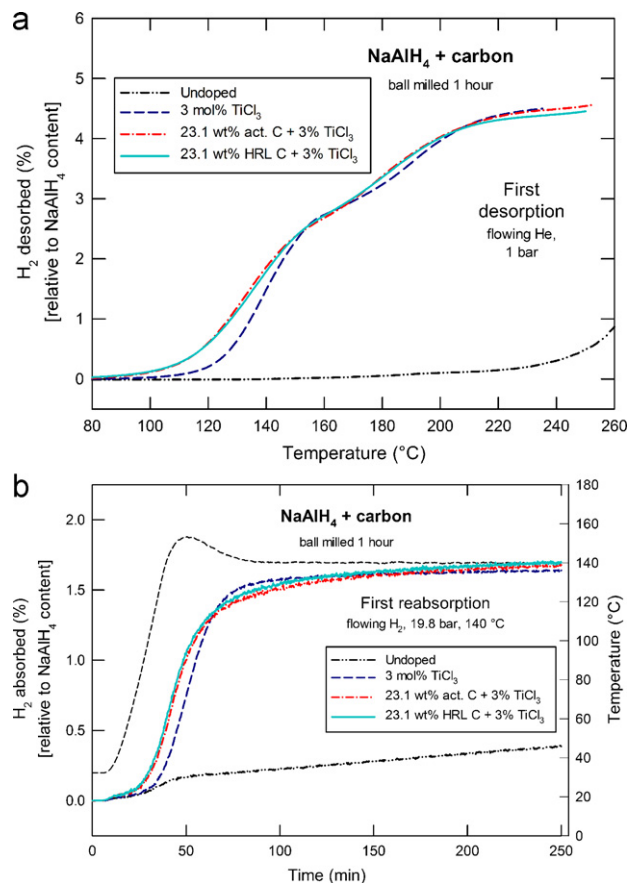 a
NaAlH₄ + carbon
ball milled 1 hour
Undoped
3 mol% TiCl₃
23.1 wt% act. C + 3% TiCl₃
23.1 wt% HRL C + 3% TiCl₃
First
desorption
flowing He,
1 bar
H₂ desorbed (%)
[relative to NaAlH₄ content]
6
5
4
3
2
1
0
80 100 120 140 160 180 200 220 240 260
Temperature (°C)
b
NaAlH₄ + carbon
ball milled 1 hour
First reabsorption
flowing H₂, 19.8 bar, 140 °C
Undoped
3 mol% TiCl₃
23.1 wt% act. C + 3% TiCl₃
23.1 wt% HRL C + 3% TiCl₃
H₂ absorbed (%)
[relative to NaAlH₄ content]
2.0
1.5
1.0
0.5
0.0
180
160
140
120
100
80
60
40
20
0
Temperature (°C)
0 50 100 150 200 250
Time (min)